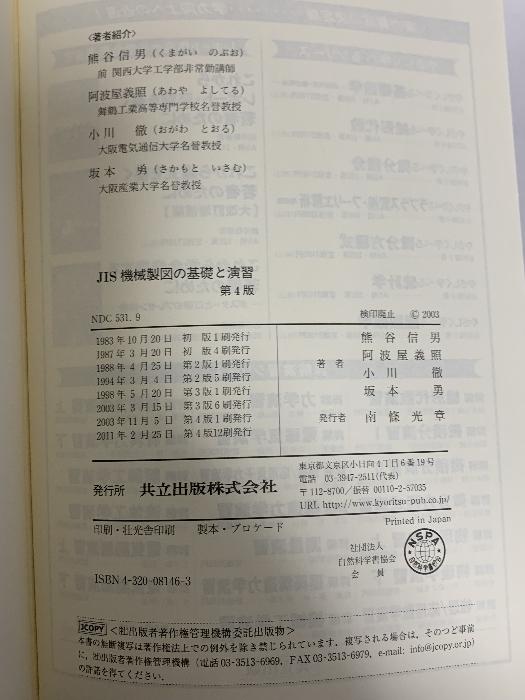 〈著者紹介〉
熊谷信男（くまがい のぶお）
前 関西大学工学部非常勤講師
阿波屋義照（あわや よしてる）
舞鶴工業高等専門学校名誉教授
小川 徹（おがわ とおる）
大阪電気通信大学名誉教授
坂本 勇（さかもと いさむ）
大阪産業大学名誉教授
JIS 機械製図の基礎と演習
第4版
NDC 531.9
検印廃止 Ⓒ 2003
1983年10月20日 初 版1刷発行
1987年3月20日 初 版4刷発行
1988年4月25日 第2版1刷発行
1994年3月4日 第2版5刷発行
1998年5月20日 第3版1刷発行
2003年3月15日 第3版6刷発行
2003年11月5日 第4版1刷発行
2011年2月25日 第4版12刷発行
著者
熊谷信男
阿波屋義照
小川 徹
坂本 勇
発行者 南條光章
発行所 共立出版株式会社
東京都文京区小日向4丁目6番19号
電話 03-3947-2511(代表)
〒112-8700／振替 00110-2-57035
URL http://www.kyoritsu-pub.co.jp/
印刷・壮光舎印刷 製本・ブロケード
Printed in Japan
社団法人
自然科学書協会
会 員
NSPA
自然科学書協会
ISBN 4-320-08146-3
JCOPY ＜㈳出版者著作権管理機構委託出版物＞
本書の無断複写は著作権法上での例外を除き禁じられています．複写される場合は，そのつど事前
に，㈳出版者著作権管理機構（電話 03-3513-6969，FAX 03-3513-6979，e-mail: info@jcopy.or.jp）
の許諾を得てください．